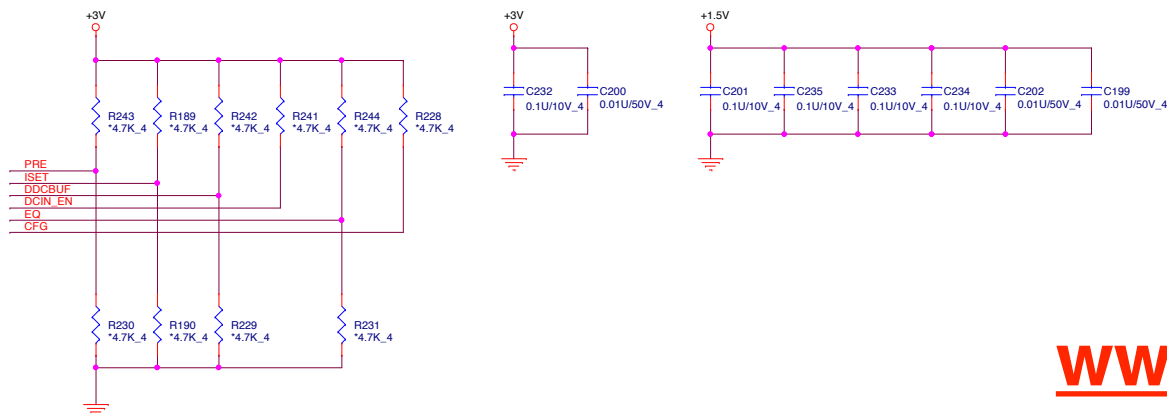 +3V
+3V
+1.5V
C232
0.1U/10V_4
C200
0.01U/50V_4
C201
0.1U/10V_4
C235
0.1U/10V_4
C233
0.1U/10V_4
C234
0.1U/10V_4
C202
0.01U/50V_4
C199
0.01U/50V_4
R243
*4.7K_4
R189
*4.7K_4
R242
*4.7K_4
R241
*4.7K_4
R244
*4.7K_4
R228
*4.7K_4
PRE
ISET
DDCBUF
DCIN_EN
EQ
CFG
R230
*4.7K_4
R190
*4.7K_4
R229
*4.7K_4
R231
*4.7K_4